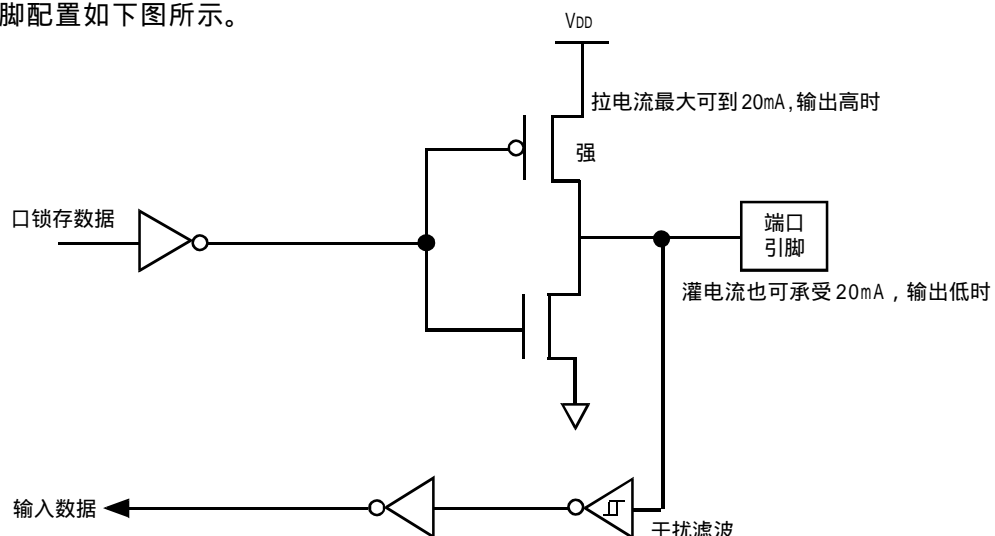 脚配置如下图所示。
VDD
拉电流最大可到20mA,输出高时
强
口锁存数据
端口
引脚
灌电流也可承受20mA，输出低时
输入数据
干扰滤波